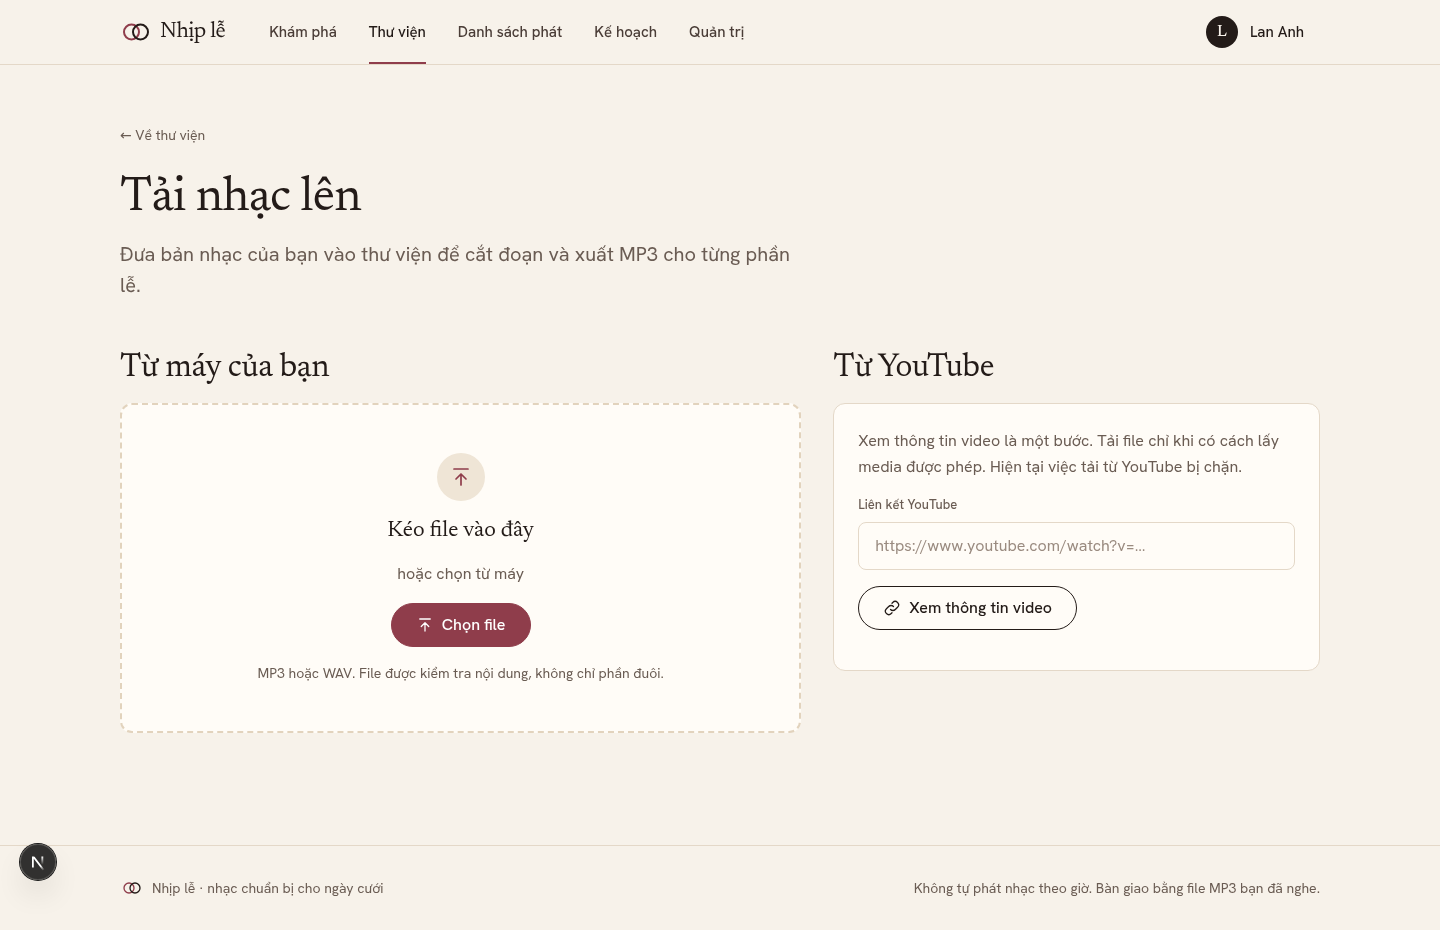 Nhịp lễ
Khám phá
Thư viện
Danh sách phát
Kế hoạch
Quản trị
L
Lan Anh
← Về thư viện
Tải nhạc lên
Đưa bản nhạc của bạn vào thư viện để cắt đoạn và xuất MP3 cho từng phần
lễ.
Từ máy của bạn
Kéo file vào đây
hoặc chọn từ máy
Chọn file
MP3 hoặc WAV. File được kiểm tra nội dung, không chỉ phần đuôi.
Từ YouTube
Xem thông tin video là một bước. Tải file chỉ khi có cách lấy
media được phép. Hiện tại việc tải từ YouTube bị chặn.
Liên kết YouTube
https://www.youtube.com/watch?v=...
Xem thông tin video
N
Nhịp lễ · nhạc chuẩn bị cho ngày cưới
Không tự phát nhạc theo giờ. Bàn giao bằng file MP3 bạn đã nghe.